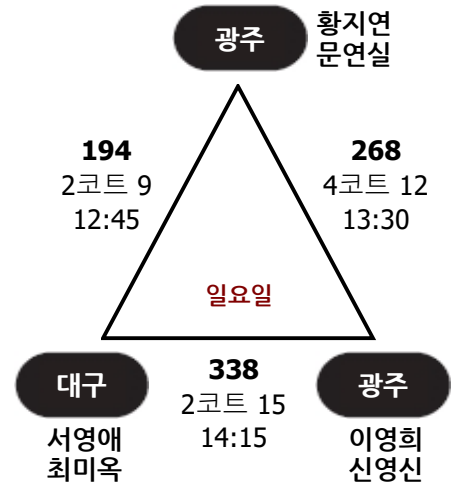 광주
황지연
문연실
194
2코트 9
12:45
268
4코트 12
13:30
일요일
대구
서영애
최미옥
338
2코트 15
14:15
광주
이영희
신영신